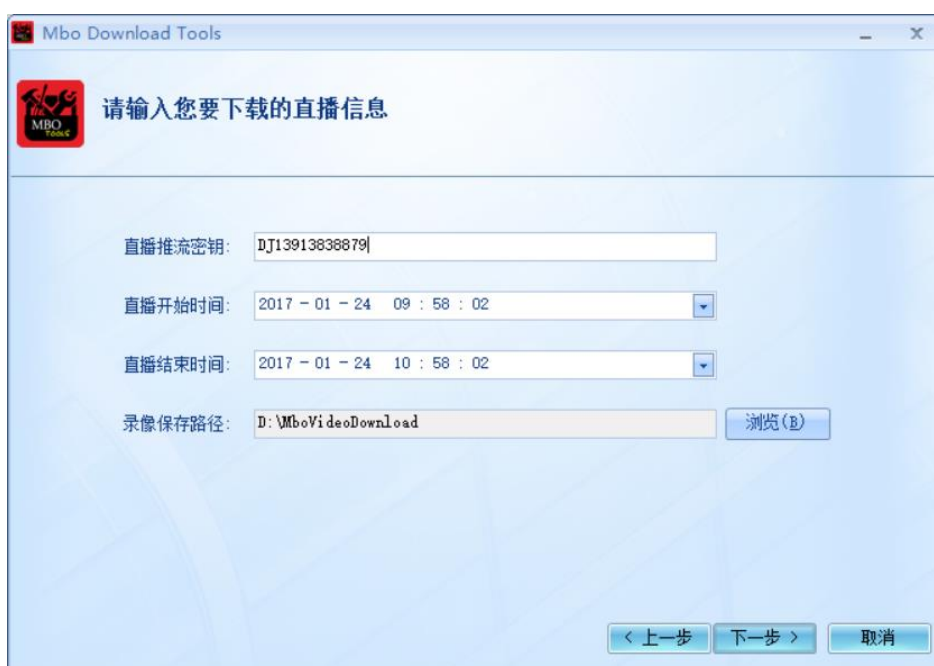 Mbo Download Tools
MBO
TOOLS
请输入您要下载的直播信息
直播推流密钥: DJ13913838879
直播开始时间: 2017 - 01 - 24 09 : 58 : 02
直播结束时间: 2017 - 01 - 24 10 : 58 : 02
录像保存路径: D:\MboVideoDownload 浏览(B)
< 上一步 下一步 > 取消